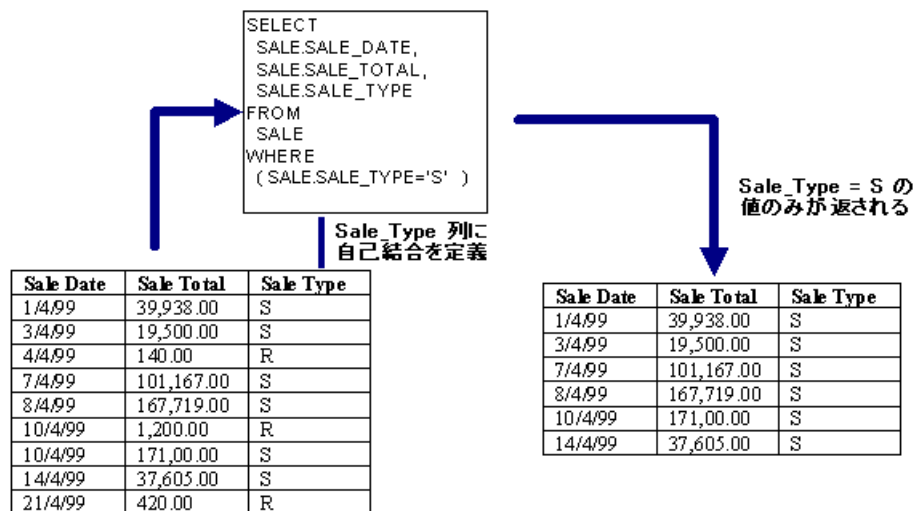 SELECT
SALE.SALE_DATE,
SALE.SALE_TOTAL,
SALE.SALE_TYPE
FROM
SALE
WHERE
( SALE.SALE_TYPE='S' )
Sale_Type = S の
値のみが返される
Sale_Type 列に
自己結合を定義
Sale Date Sale Total Sale Type
1/4/99 39,938.00 S
3/4/99 19,500.00 S
4/4/99 140.00 R
7/4/99 101,167.00 S
8/4/99 167,719.00 S
10/4/99 1,200.00 R
10/4/99 171,00.00 S
14/4/99 37,605.00 S
21/4/99 420.00 R
Sale Date Sale Total Sale Type
1/4/99 39,938.00 S
3/4/99 19,500.00 S
7/4/99 101,167.00 S
8/4/99 167,719.00 S
10/4/99 171,00.00 S
14/4/99 37,605.00 S